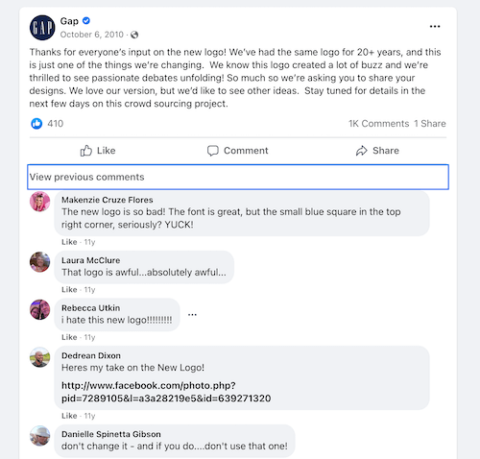 GAP
Gap
October 6, 2010 ·
Thanks for everyone's input on the new logo! We've had the same logo for 20+ years, and this
is just one of the things we're changing.  We know this logo created a lot of buzz and we're
thrilled to see passionate debates unfolding! So much so we're asking you to share your
designs. We love our version, but we'd like to see other ideas.  Stay tuned for details in the
next few days on this crowd sourcing project.
410
1K Comments 1 Share
Like Comment Share
View previous comments
Makenzie Cruze Flores
The new logo is so bad! The font is great, but the small blue square in the top
right corner, seriously? YUCK!
Like · 11y
Laura McClure
That logo is awful...absolutely awful...
Like · 11y
Rebecca Utkin
i hate this new logo!!!!!!!!!
Like · 11y
Dedrean Dixon
Heres my take on the New Logo!
http://www.facebook.com/photo.php?
pid=7289105&l=a3a28219e5&id=639271320
Like · 11y
Danielle Spinetta Gibson
don't change it - and if you do....don't use that one!